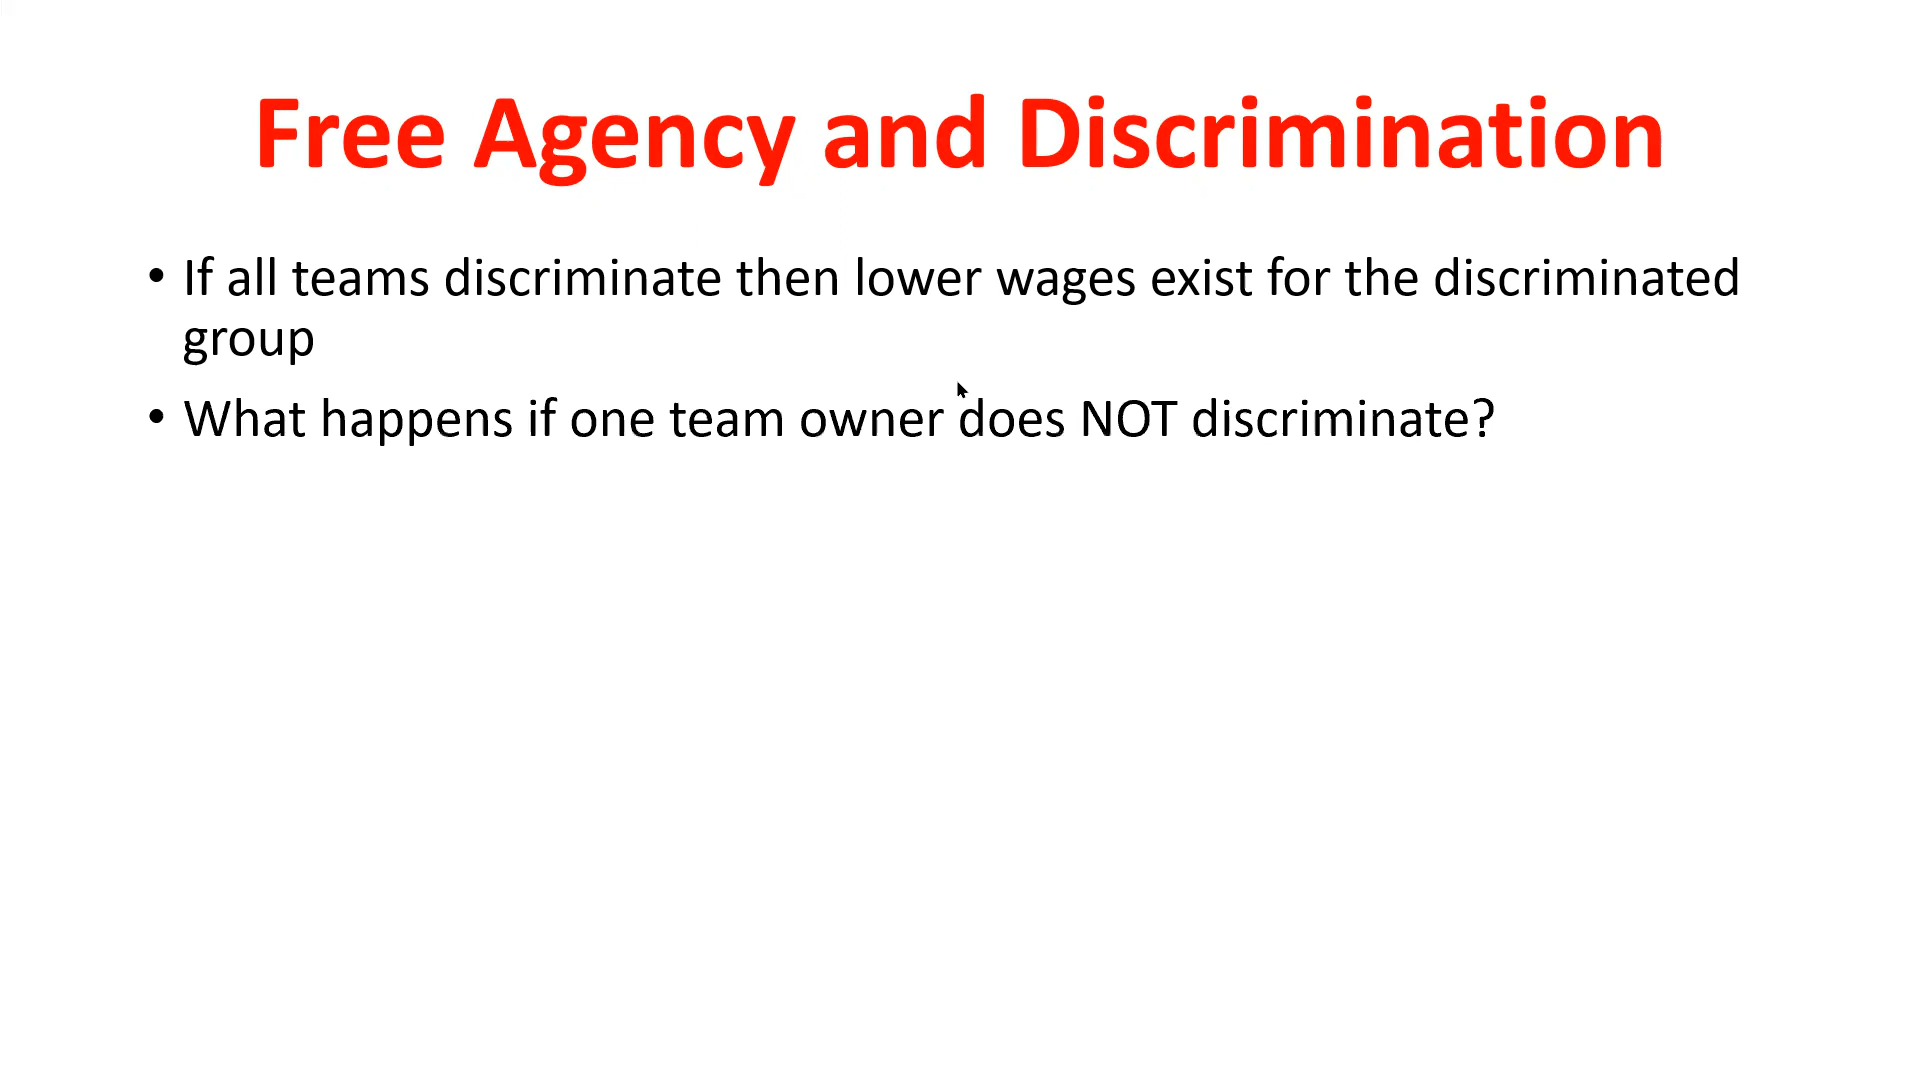 Free Agency and Discrimination
• If all teams discriminate then lower wages exist for the discriminated
group
• What happens if one team owner does NOT discriminate?